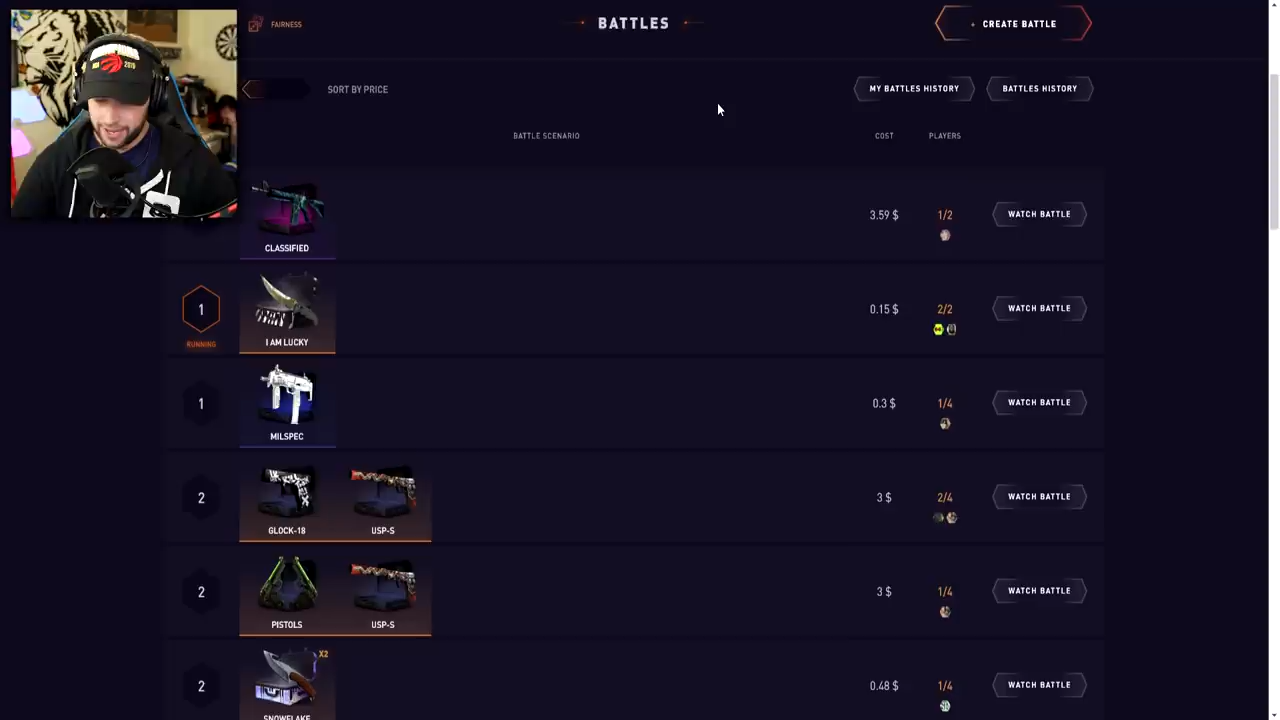 FAIRNESS
BATTLES
+ CREATE BATTLE
SORT BY PRICE
MY BATTLES HISTORY
BATTLES HISTORY
BATTLE SCENARIO
COST
PLAYERS
CLASSIFIED
3.59 $
1/2
WATCH BATTLE
1
RUNNING
I AM LUCKY
0.15 $
2/2
WATCH BATTLE
1
MILSPEC
0.3 $
1/4
WATCH BATTLE
2
GLOCK-18
USP-S
3 $
2/4
WATCH BATTLE
2
PISTOLS
USP-S
3 $
1/4
WATCH BATTLE
2
X2
SNOWFLAKE
0.48 $
1/4
WATCH BATTLE